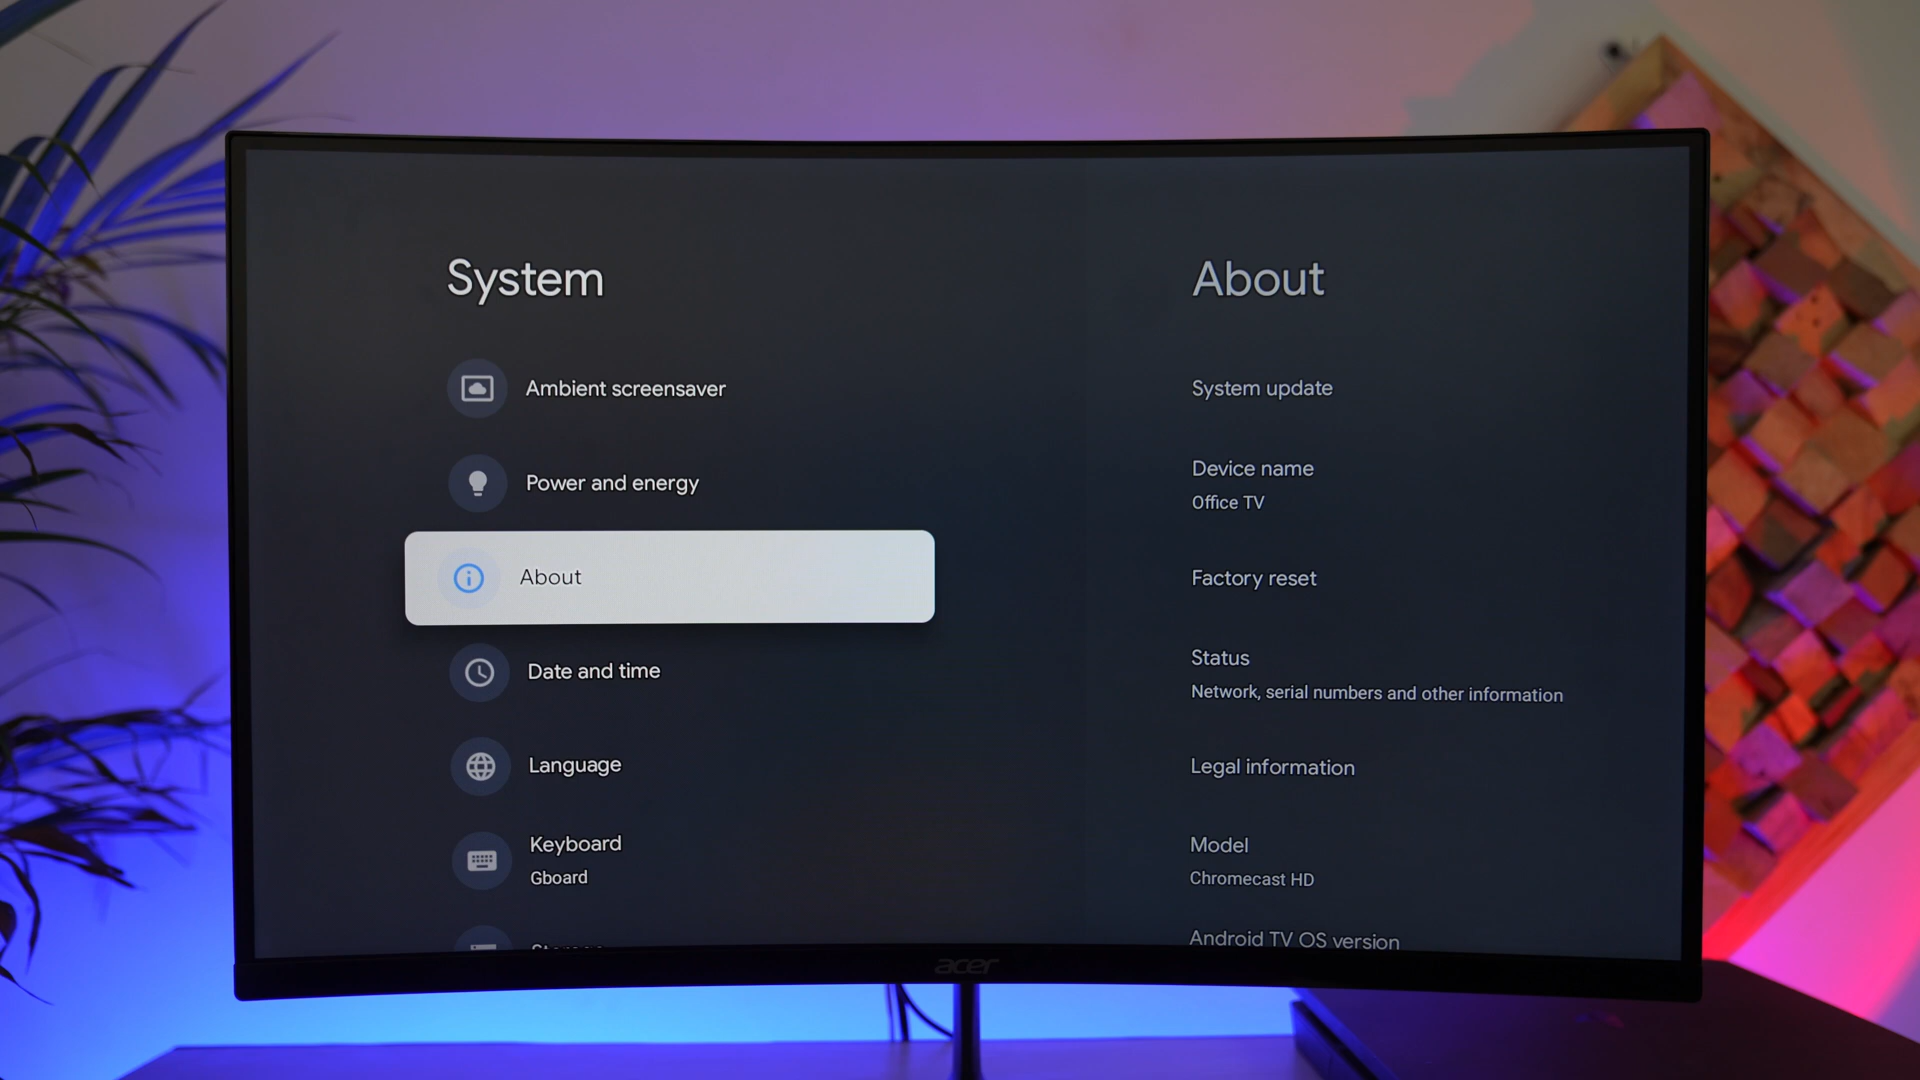 System
Ambient screensaver
Power and energy
About
Date and time
Language
Keyboard
Gboard
Storage
About
System update
Device name
Office TV
Factory reset
Status
Network, serial numbers and other information
Legal information
Model
Chromecast HD
Android TV OS version
acer